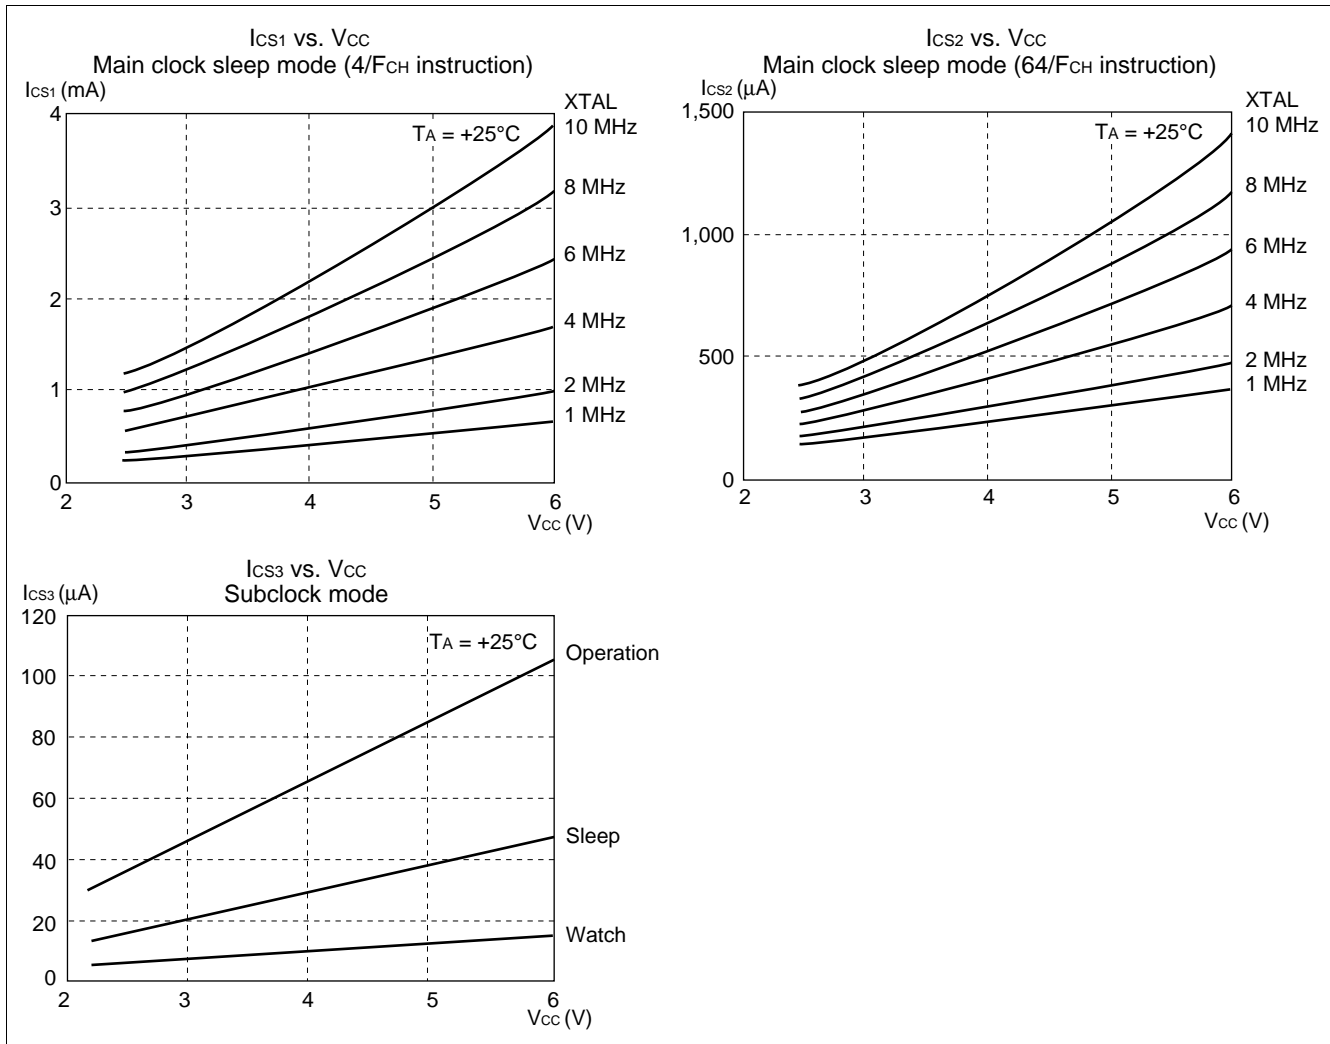 ICS1 vs. VCC
Main clock sleep mode (4/FCH instruction)
ICS1 (mA)
4
3
2
1
0
2
3
4
5
6
VCC (V)
TA = +25°C
XTAL
10 MHz
8 MHz
6 MHz
4 MHz
2 MHz
1 MHz
ICS2 vs. VCC
Main clock sleep mode (64/FCH instruction)
ICS2 (μA)
1,500
1,000
500
0
2
3
4
5
6
VCC (V)
TA = +25°C
XTAL
10 MHz
8 MHz
6 MHz
4 MHz
2 MHz
1 MHz
ICS3 vs. VCC
Subclock mode
ICS3 (μA)
120
100
80
60
40
20
0
2
3
4
5
6
VCC (V)
TA = +25°C
Operation
Sleep
Watch